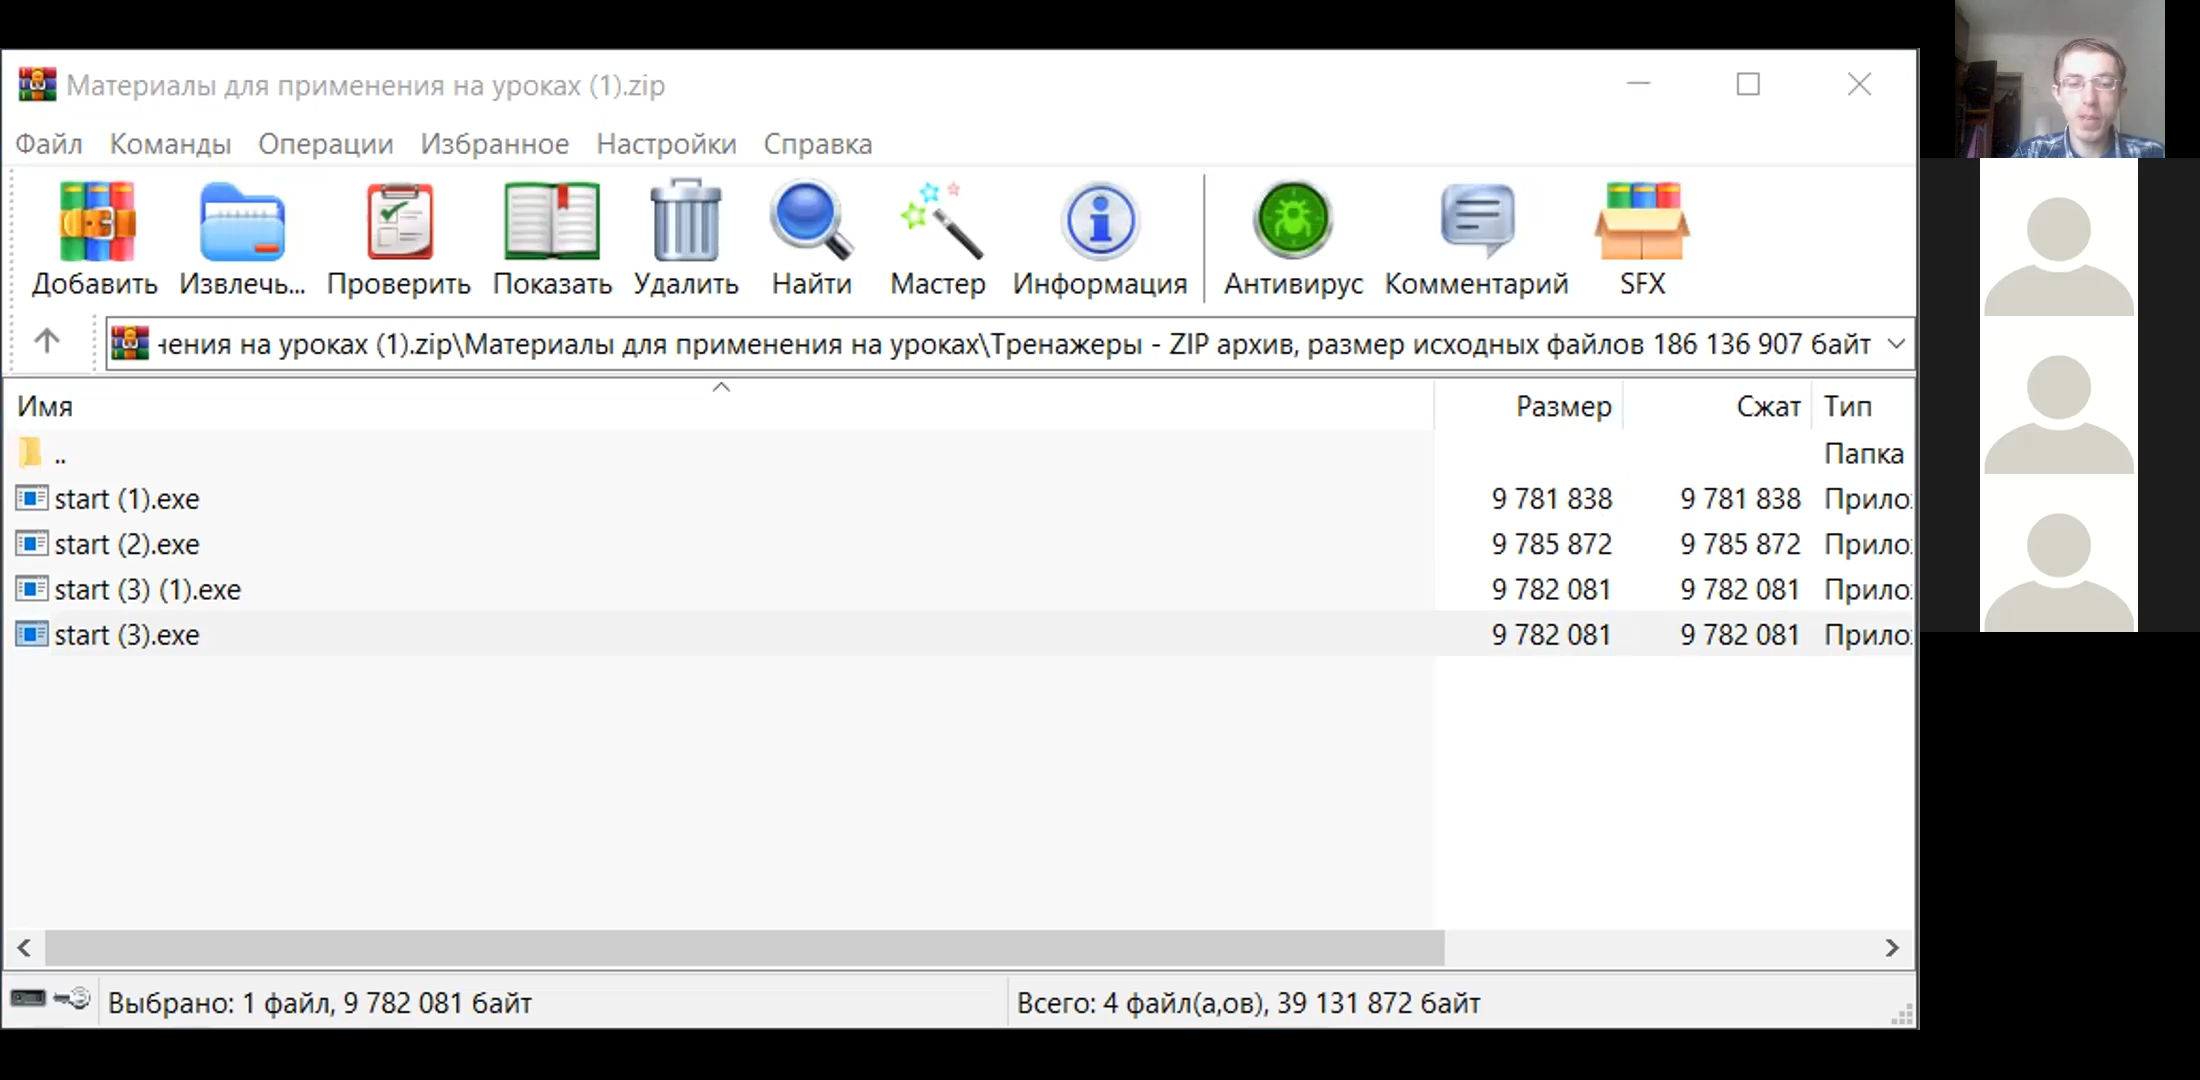 Материалы для применения на уроках (1).zip
Файл Команды Операции Избранное Настройки Справка
Добавить Извлечь... Проверить Показать Удалить Найти Мастер Информация Антивирус Комментарий SFX
нения на уроках (1).zip\Материалы для применения на уроках\Тренажеры - ZIP архив, размер исходных файлов 186 136 907 байт
Имя Размер Сжат Тип
.. Папка
start (1).exe 9 781 838 9 781 838 Прило
start (2).exe 9 785 872 9 785 872 Прило
start (3) (1).exe 9 782 081 9 782 081 Прило
start (3).exe 9 782 081 9 782 081 Прило
Выбрано: 1 файл, 9 782 081 байт Всего: 4 файл(а,ов), 39 131 872 байт